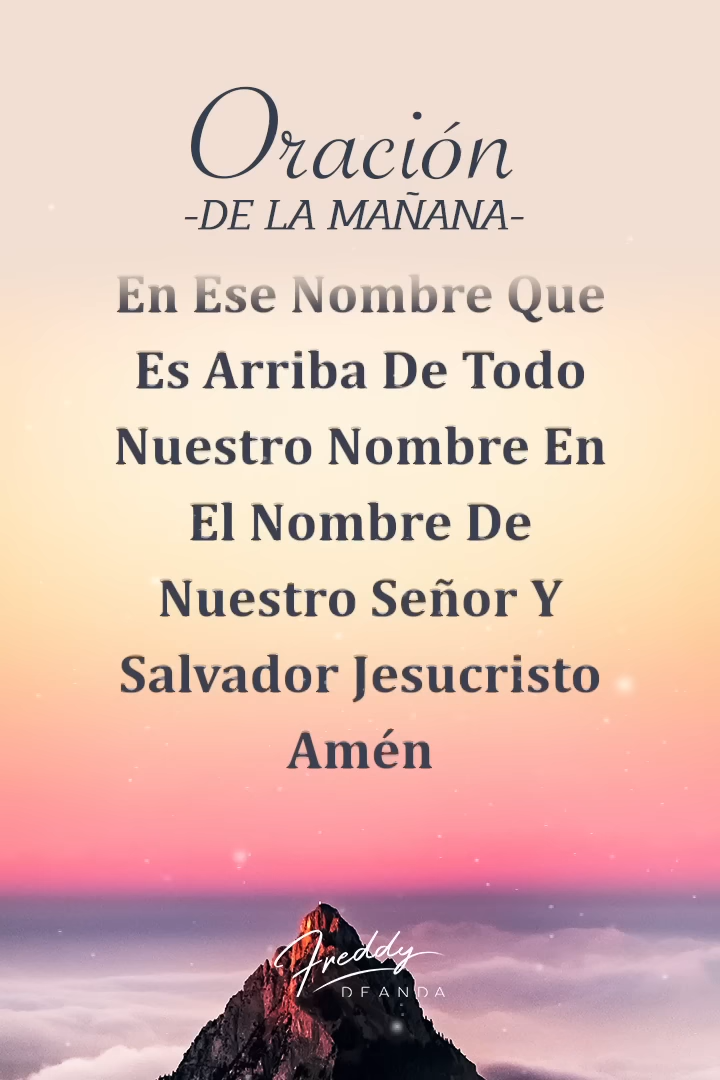 Oración
-DE LA MAÑANA-
En Ese Nombre Que
Es Arriba De Todo
Nuestro Nombre En
El Nombre De
Nuestro Señor Y
Salvador Jesucristo
Amén
Freddy
DEANDA